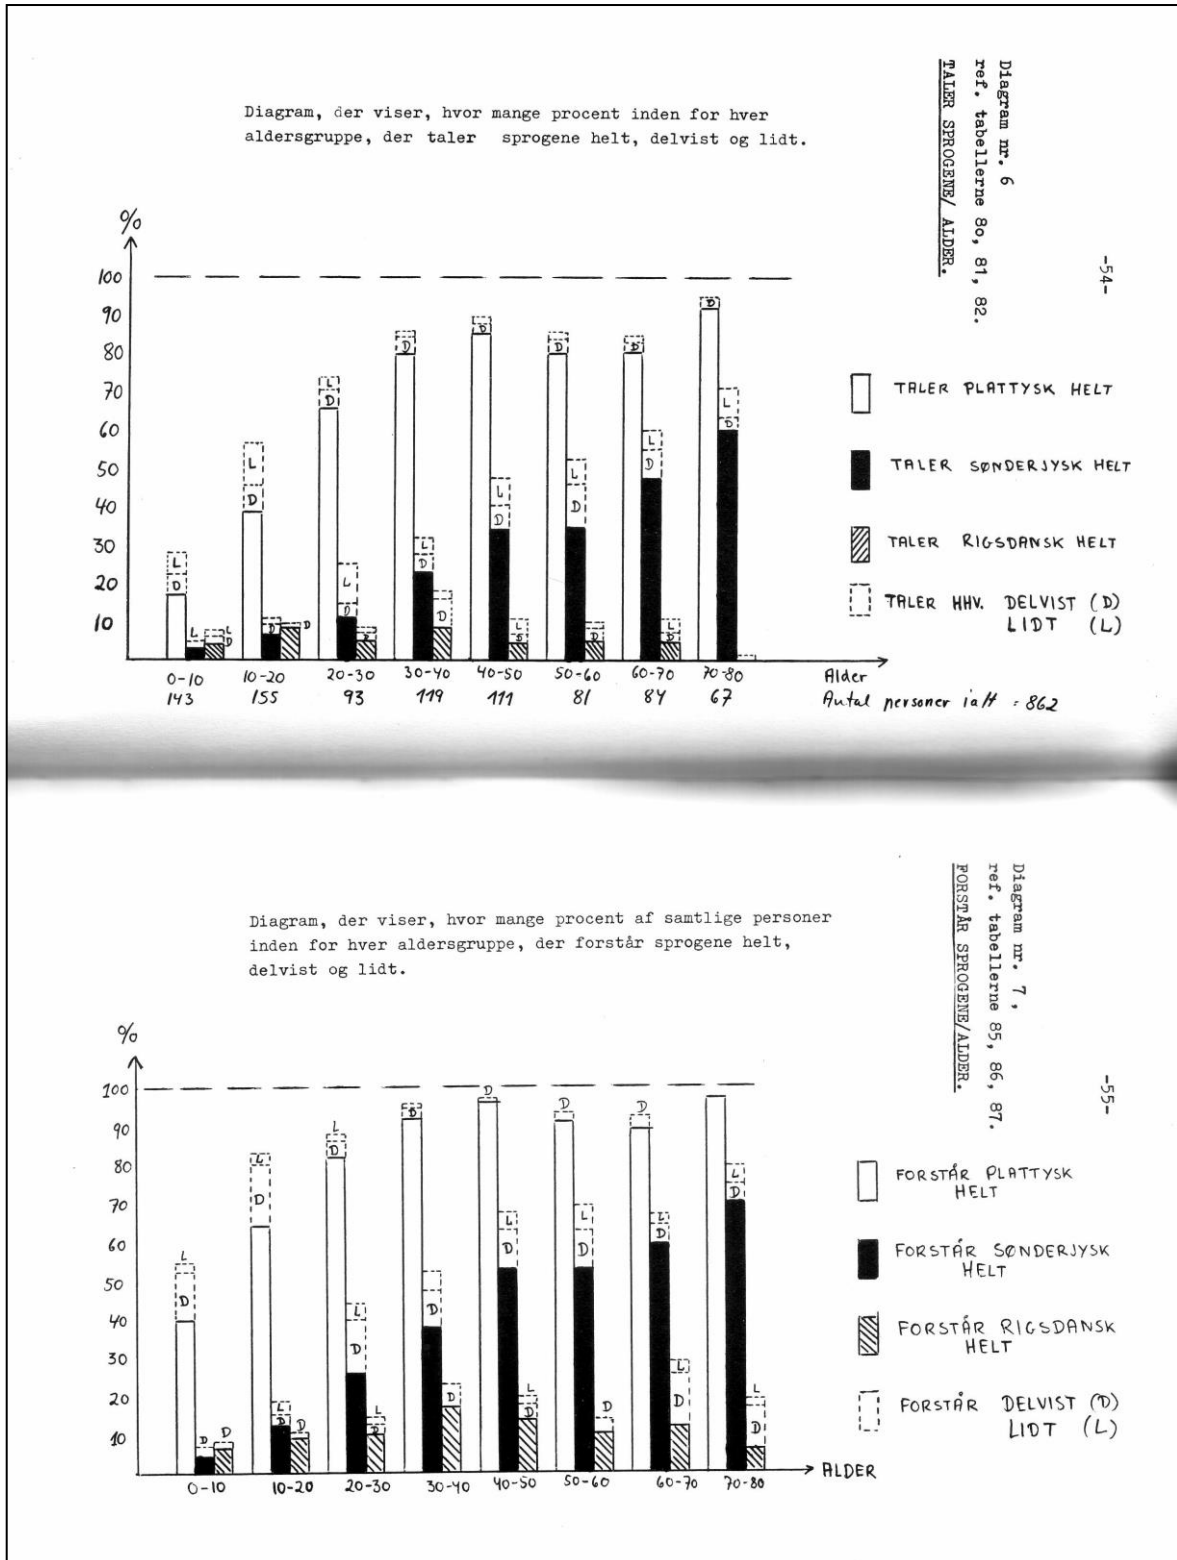 Diagram nr. 6
ref. tabellerne 80, 81, 82.
TALER SPROGENE/ ALDER.
-54-
Diagram, der viser, hvor mange procent inden for hver
aldersgruppe, der taler sprogene helt, delvist og lidt.
%
100
90
80
70
60
50
40
30
20
10
L D L D
L D D D
L D L D D
D L D D
D L D L D
D L D D
D L D L D
D L D
0-10 10-20 20-30 30-40 40-50 50-60 60-70 70-80 Alder
143 155 93 119 111 81 84 67 Antal personer ialt : 862
TALER PLATTYSK HELT
TALER SØNDERJYSK HELT
TALER RIGSDANSK HELT
TALER HHV. DELVIST (D)
LIDT (L)
Diagram nr. 7,
ref. tabellerne 85, 86, 87.
FORSTÅR SPROGENE/ALDER.
-55-
Diagram, der viser, hvor mange procent af samtlige personer
inden for hver aldersgruppe, der forstår sprogene helt,
delvist og lidt.
%
100
90
80
70
60
50
40
30
20
10
L D D D
L D L D D
L D L D L D
D D D
D L D L D
D L D D
D L D L D
L D L D
0-10 10-20 20-30 30-40 40-50 50-60 60-70 70-80 ALDER
FORSTÅR PLATTYSK
HELT
FORSTÅR SØNDERJYSK
HELT
FORSTÅR RIGSDANSK
HELT
FORSTÅR DELVIST (D)
LIDT (L)